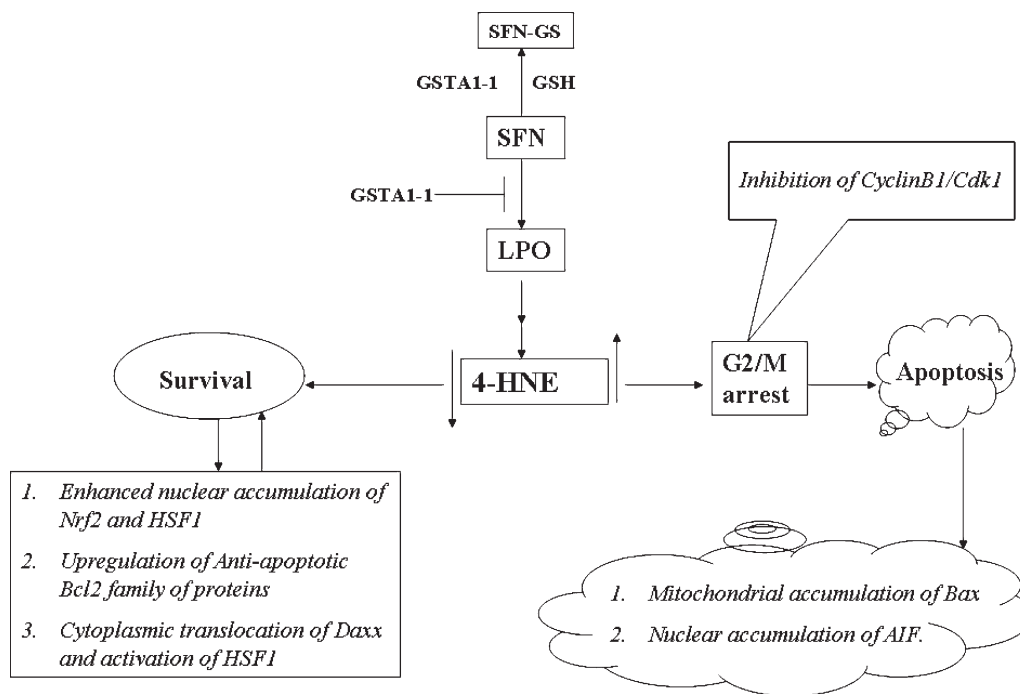 SFN-GS
GSTA1-1 GSH
SFN
GSTA1-1
LPO
Inhibition of CyclinB1/Cdk1
Survival
4-HNE
G2/M
arrest
Apoptosis
1. Enhanced nuclear accumulation of
Nrf2 and HSF1
2. Upregulation of Anti-apoptotic
Bcl2 family of proteins
3. Cytoplasmic translocation of Daxx
and activation of HSF1
1. Mitochondrial accumulation of Bax
2. Nuclear accumulation of AIF.